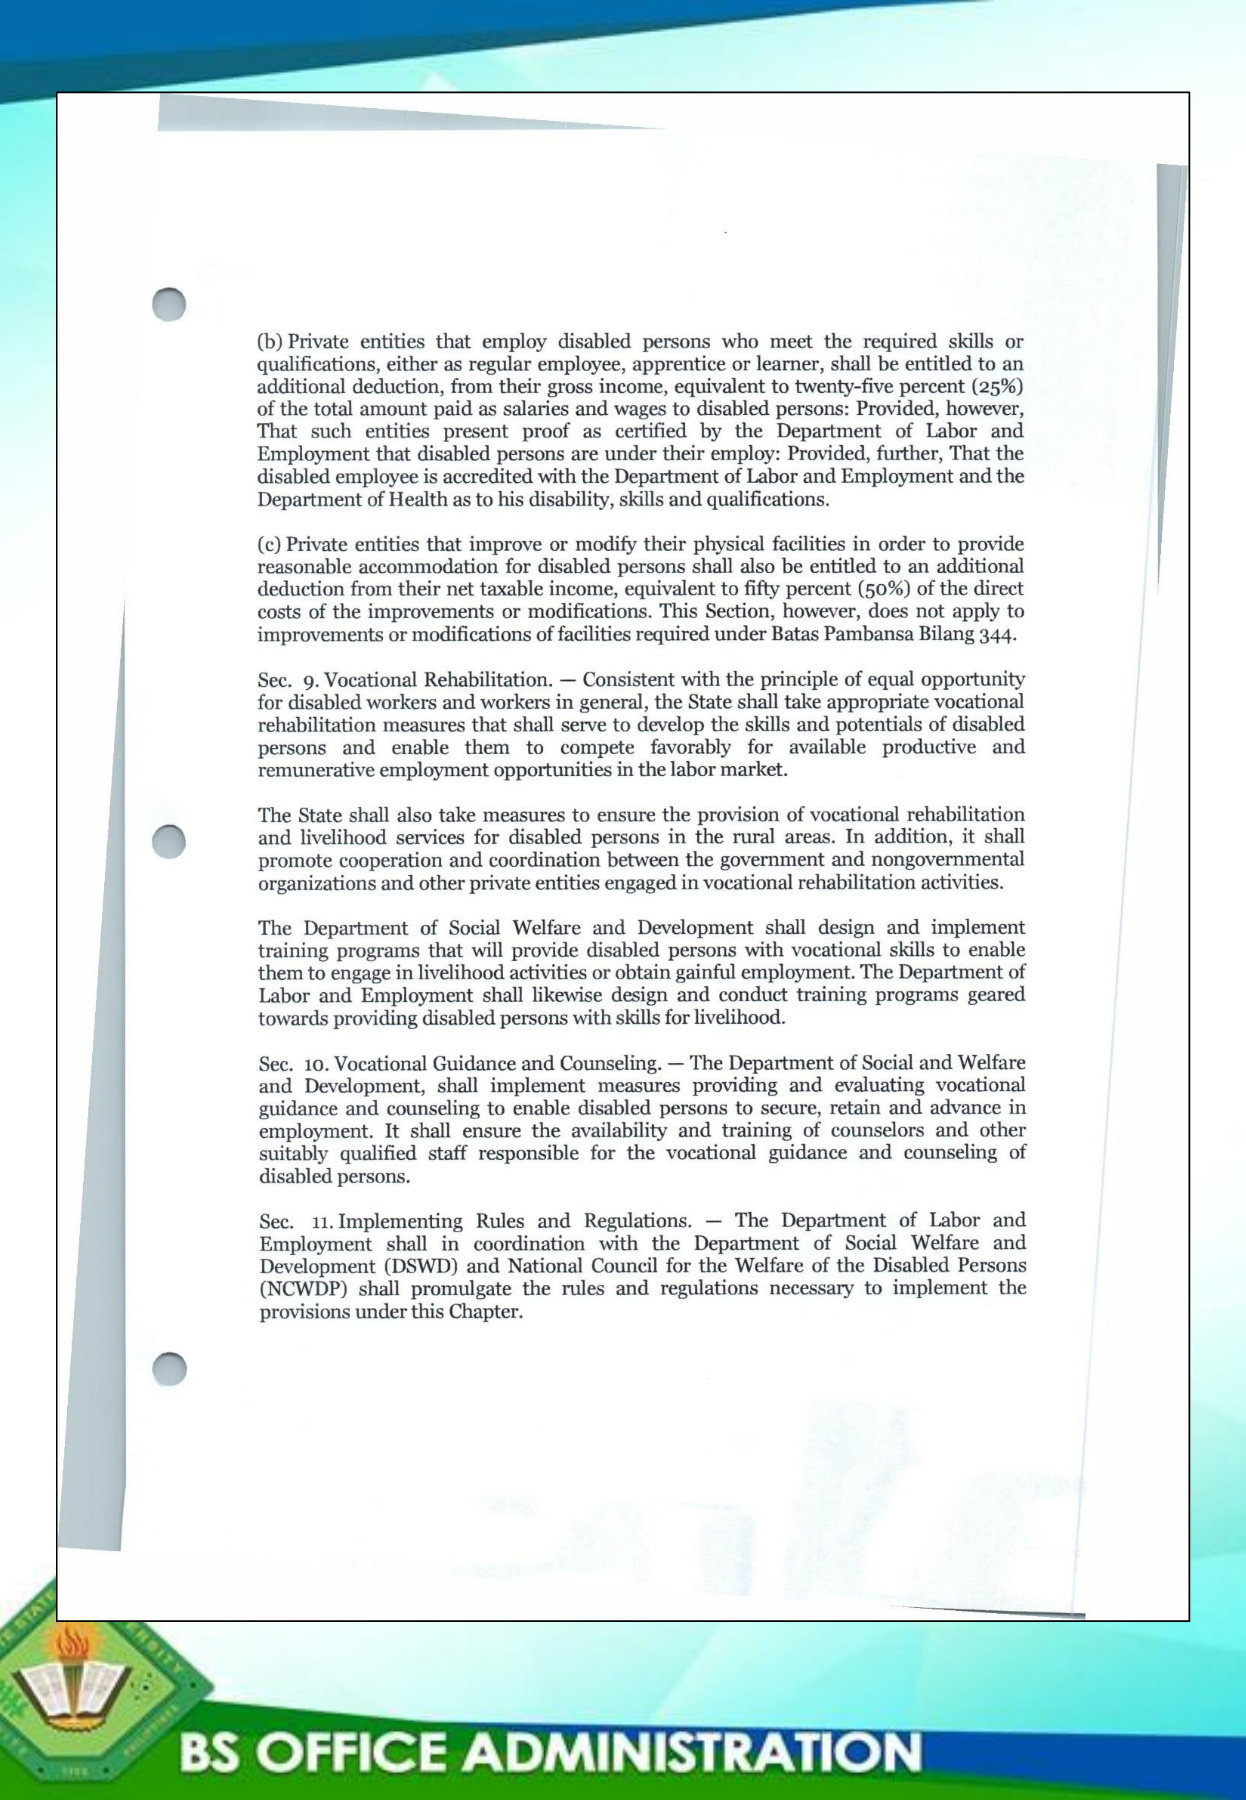 (b) Private entities that employ disabled persons who meet the required skills or
qualifications, either as regular employee, apprentice or learner, shall be entitled to an
additional deduction, from their gross income, equivalent to twenty-five percent (25%)
of the total amount paid as salaries and wages to disabled persons: Provided, however,
That such entities present proof as certified by the Department of Labor and
Employment that disabled persons are under their employ: Provided, further, That the
disabled employee is accredited with the Department of Labor and Employment and the
Department of Health as to his disability, skills and qualifications.
(c) Private entities that improve or modify their physical facilities in order to provide
reasonable accommodation for disabled persons shall also be entitled to an additional
deduction from their net taxable income, equivalent to fifty percent (50%) of the direct
costs of the improvements or modifications. This Section, however, does not apply to
improvements or modifications of facilities required under Batas Pambansa Bilang 344.
Sec. 9. Vocational Rehabilitation. — Consistent with the principle of equal opportunity
for disabled workers and workers in general, the State shall take appropriate vocational
rehabilitation measures that shall serve to develop the skills and potentials of disabled
persons and enable them to compete favorably for available productive and
remunerative employment opportunities in the labor market.
The State shall also take measures to ensure the provision of vocational rehabilitation
and livelihood services for disabled persons in the rural areas. In addition, it shall
promote cooperation and coordination between the government and nongovernmental
organizations and other private entities engaged in vocational rehabilitation activities.
The Department of Social Welfare and Development shall design and implement
training programs that will provide disabled persons with vocational skills to enable
them to engage in livelihood activities or obtain gainful employment. The Department of
Labor and Employment shall likewise design and conduct training programs geared
towards providing disabled persons with skills for livelihood.
Sec. 10. Vocational Guidance and Counseling. — The Department of Social and Welfare
and Development, shall implement measures providing and evaluating vocational
guidance and counseling to enable disabled persons to secure, retain and advance in
employment. It shall ensure the availability and training of counselors and other
suitably qualified staff responsible for the vocational guidance and counseling of
disabled persons.
Sec. 11. Implementing Rules and Regulations. — The Department of Labor and
Employment shall in coordination with the Department of Social Welfare and
Development (DSWD) and National Council for the Welfare of the Disabled Persons
(NCWDP) shall promulgate the rules and regulations necessary to implement the
provisions under this Chapter.
BS OFFICE ADMINISTRATION